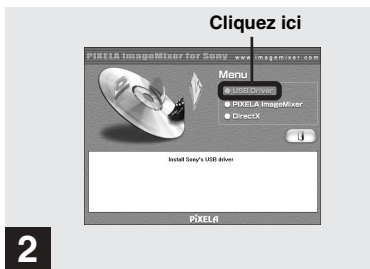 Cliquez ici
PIXELA ImageMixer for Sony www.imagemixer.com
Menu
USB Driver
PIXELA ImageMixer
DirectX
Install Sony's USB driver
PIXELA
2